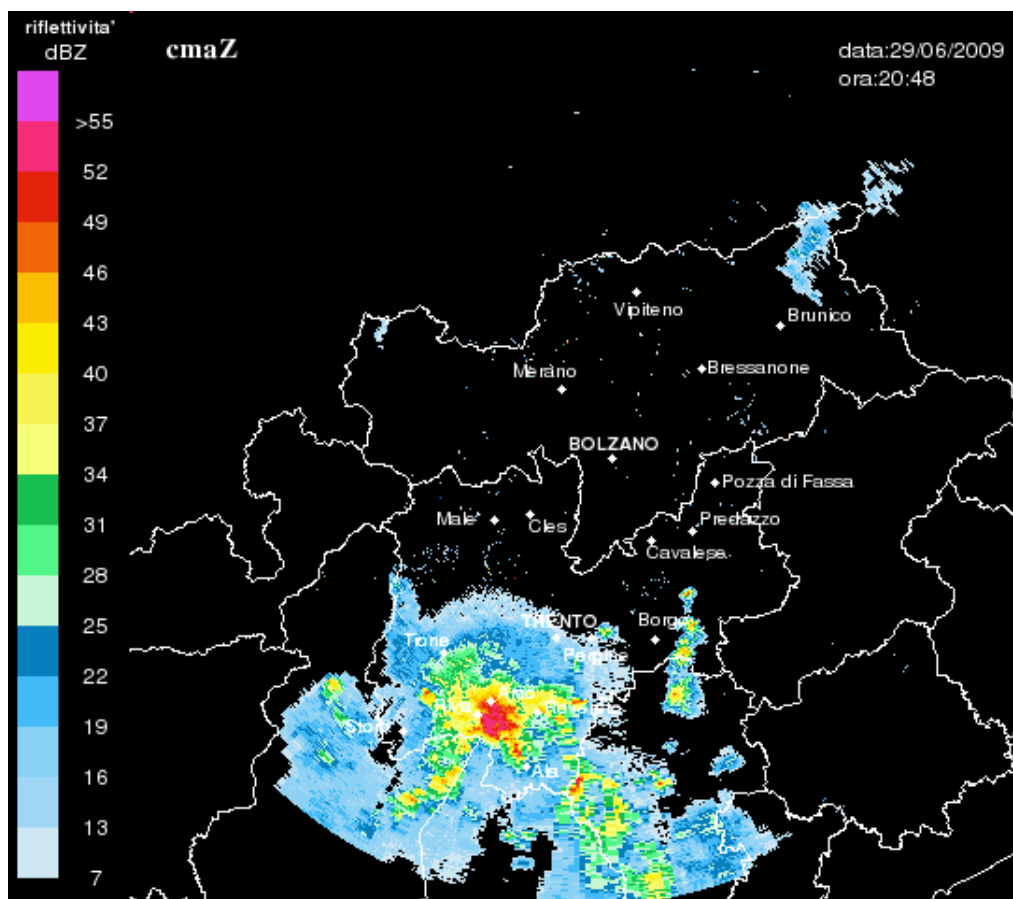 riflettivita'
dBZ
cmaZ
data:29/06/2009
ora:20:48
>55
52
49
46
43
40
37
34
31
28
25
22
19
16
13
7
Vipiteno
Brunico
Merano
Bressanone
BOLZANO
Pozza di Fassa
Male
Cles
Predazzo
Cavalese
TRENTO
Borgo
Tione
Arco
Riva
Ala